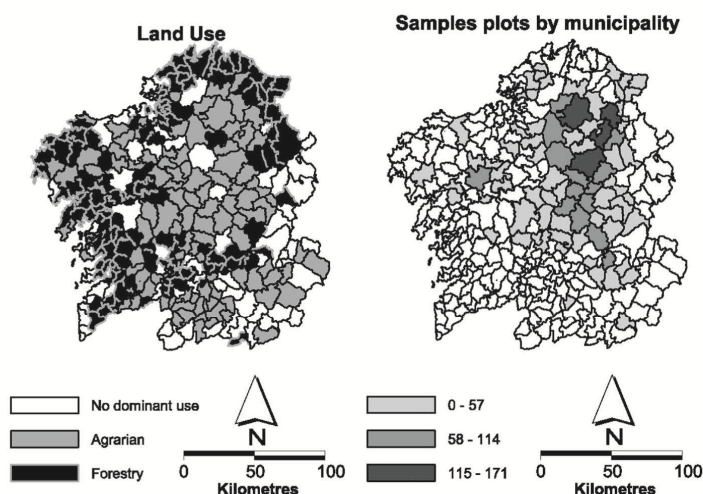 Land Use
Samples plots by municipality
No dominant use
Agrarian
Forestry
N
0 50 100
Kilometres
0 - 57
58 - 114
115 - 171
N
0 50 100
Kilometres